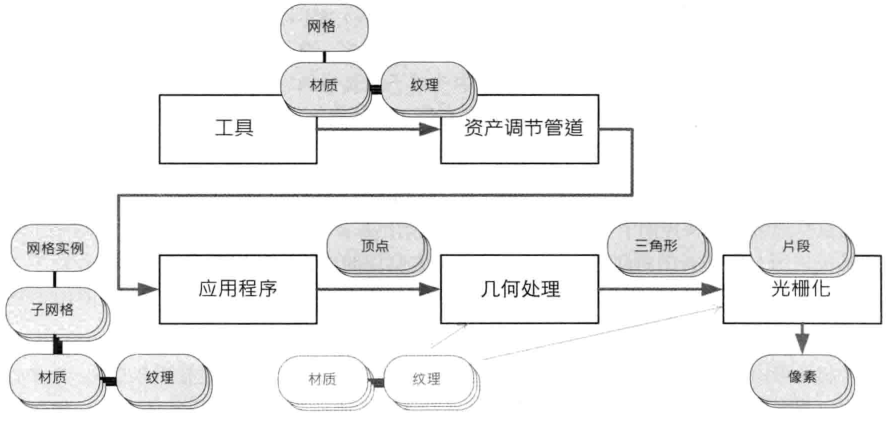 网格
材质
纹理
工具
资产调节管道
网格实例
顶点
三角形
片段
子网格
应用程序
几何处理
光栅化
材质
纹理
材质
纹理
像素